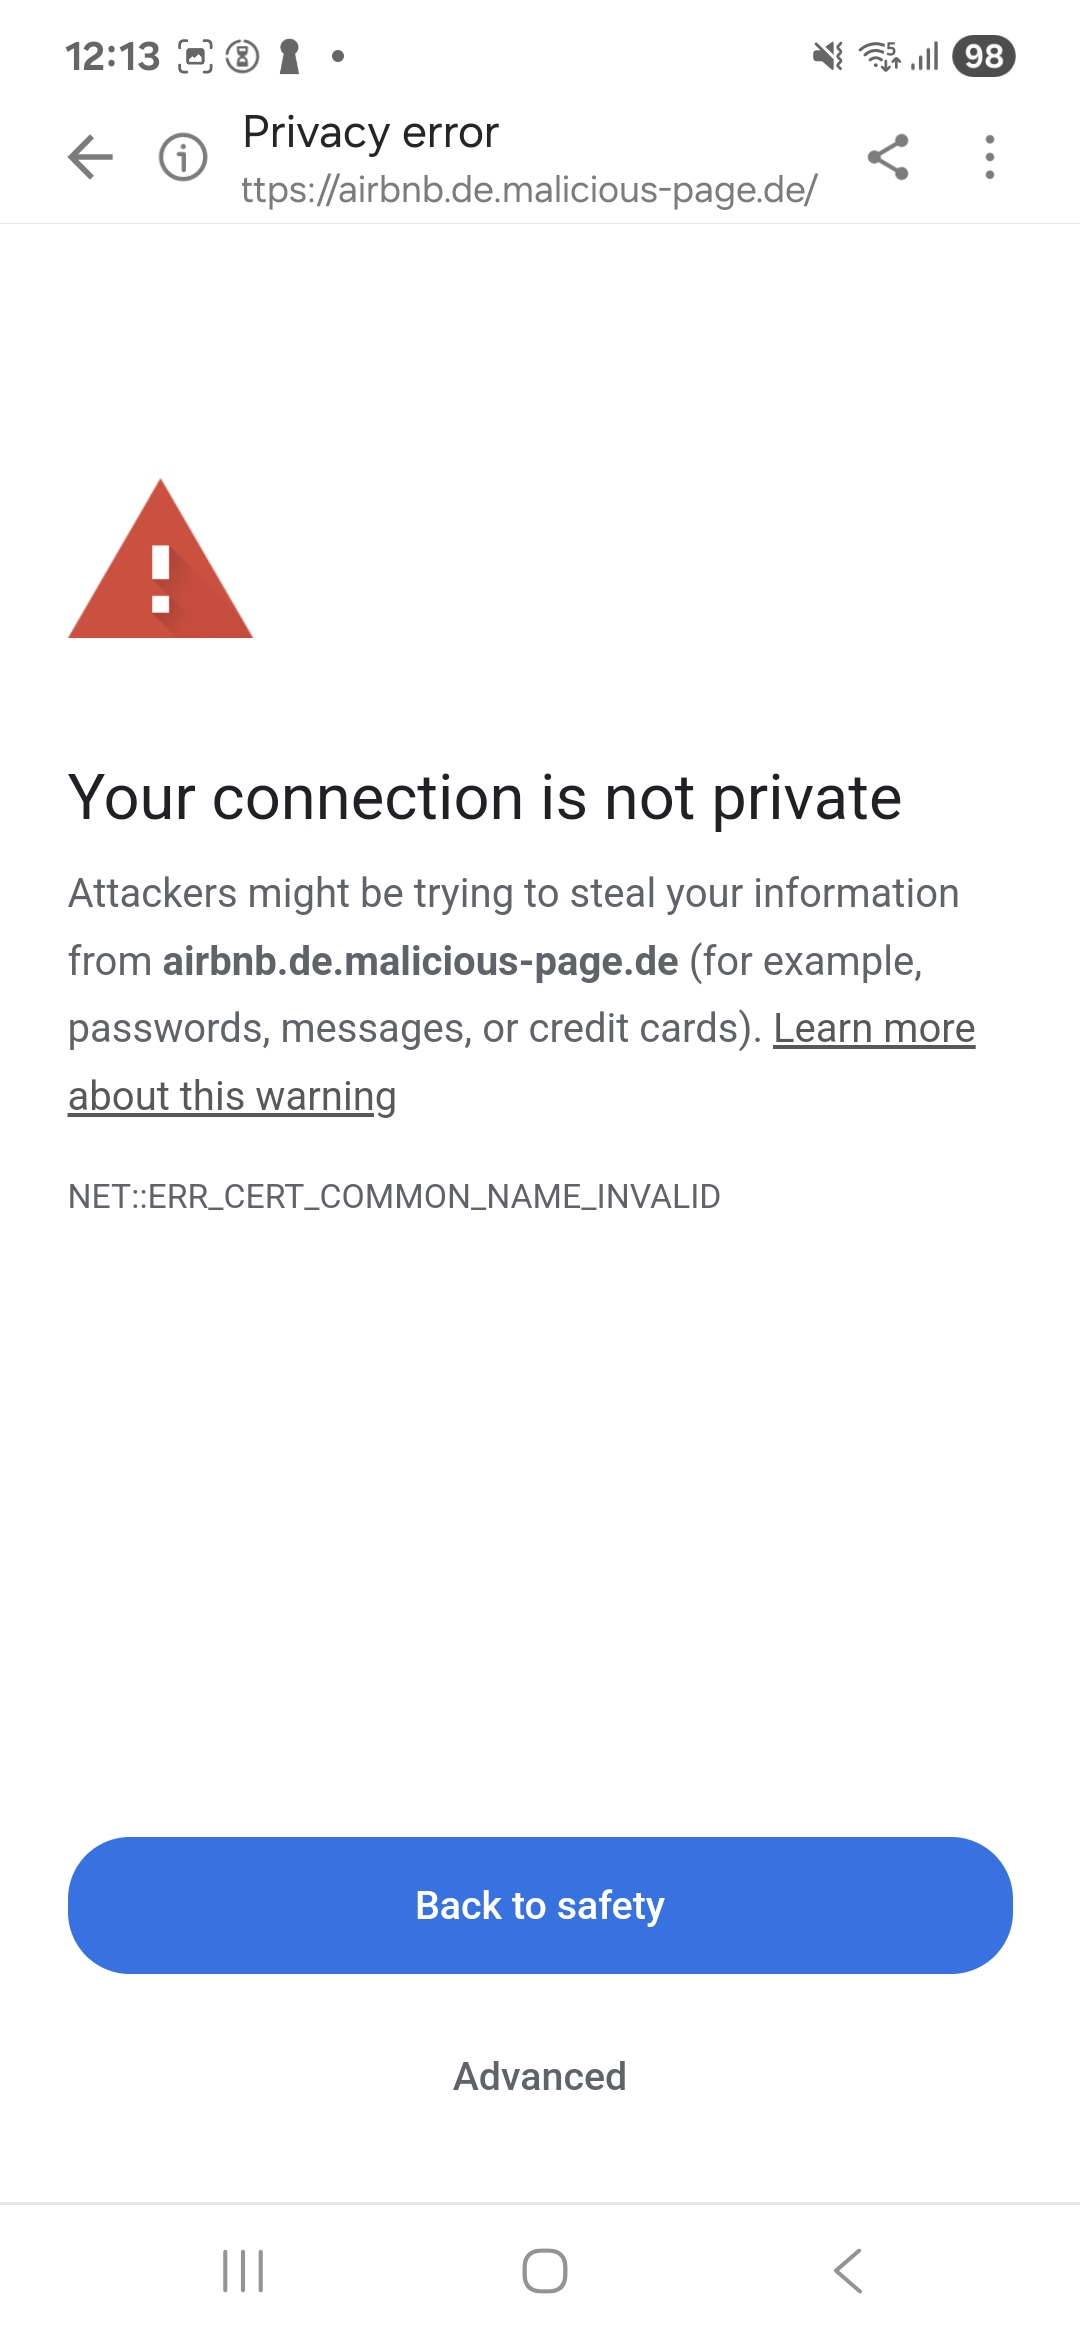 12:13
5
98
Privacy error
ttps://airbnb.de.malicious-page.de/
Your connection is not private
Attackers might be trying to steal your information
from airbnb.de.malicious-page.de (for example,
passwords, messages, or credit cards). Learn more
about this warning
NET::ERR_CERT_COMMON_NAME_INVALID
Back to safety
Advanced